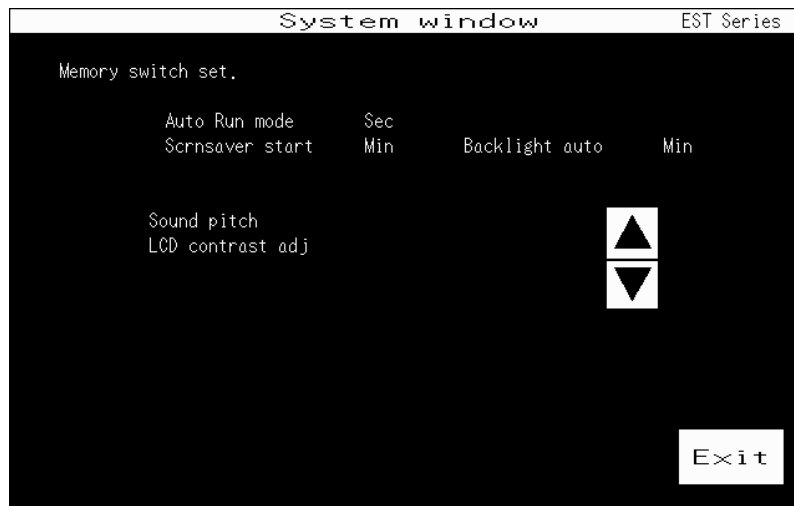 System window EST Series
Memory switch set.
Auto Run mode Sec
Scrnsaver start Min Backlight auto Min
Sound pitch
LCD contrast adj
Exit